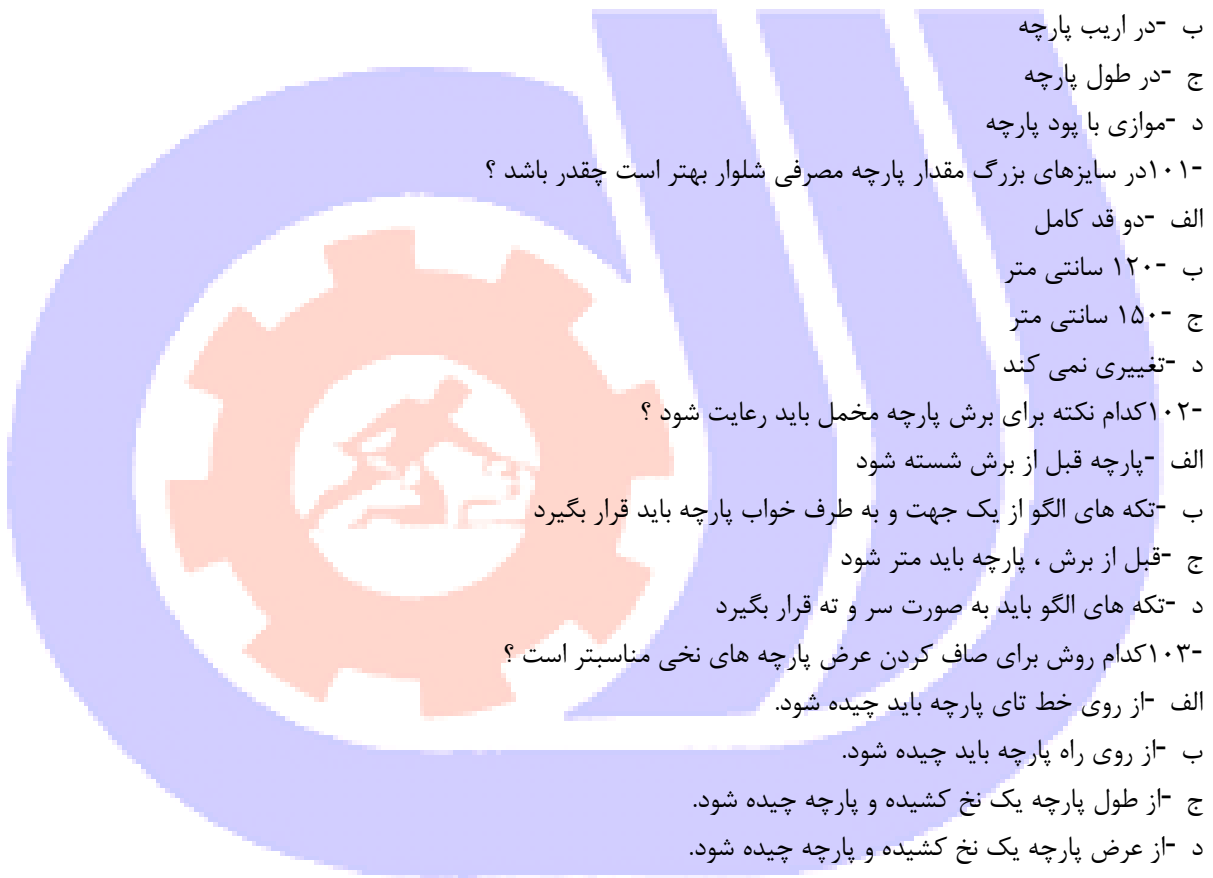 ب -در اریب پارچه
ج -در طول پارچه
د -موازی با پود پارچه
-۱۰۱در سایزهای بزرگ مقدار پارچه مصرفی شلوار بهتر است چقدر باشد ؟
الف -دو قد کامل
ب -۱۲۰ سانتی متر
ج -۱۵۰ سانتی متر
د -تغییری نمی کند
-۱۰۲کدام نکته برای برش پارچه مخمل باید رعایت شود ؟
الف -پارچه قبل از برش شسته شود
ب -تکه های الگو از یک جهت و به طرف خواب پارچه باید قرار بگیرد
ج -قبل از برش ، پارچه باید متر شود
د -تکه های الگو باید به صورت سر و ته قرار بگیرد
-۱۰۳کدام روش برای صاف کردن عرض پارچه های نخی مناسبتر است ؟
الف -از روی خط تای پارچه باید چیده شود.
ب -از روی راه پارچه باید چیده شود.
ج -از طول پارچه یک نخ کشیده و پارچه چیده شود.
د -از عرض پارچه یک نخ کشیده و پارچه چیده شود.